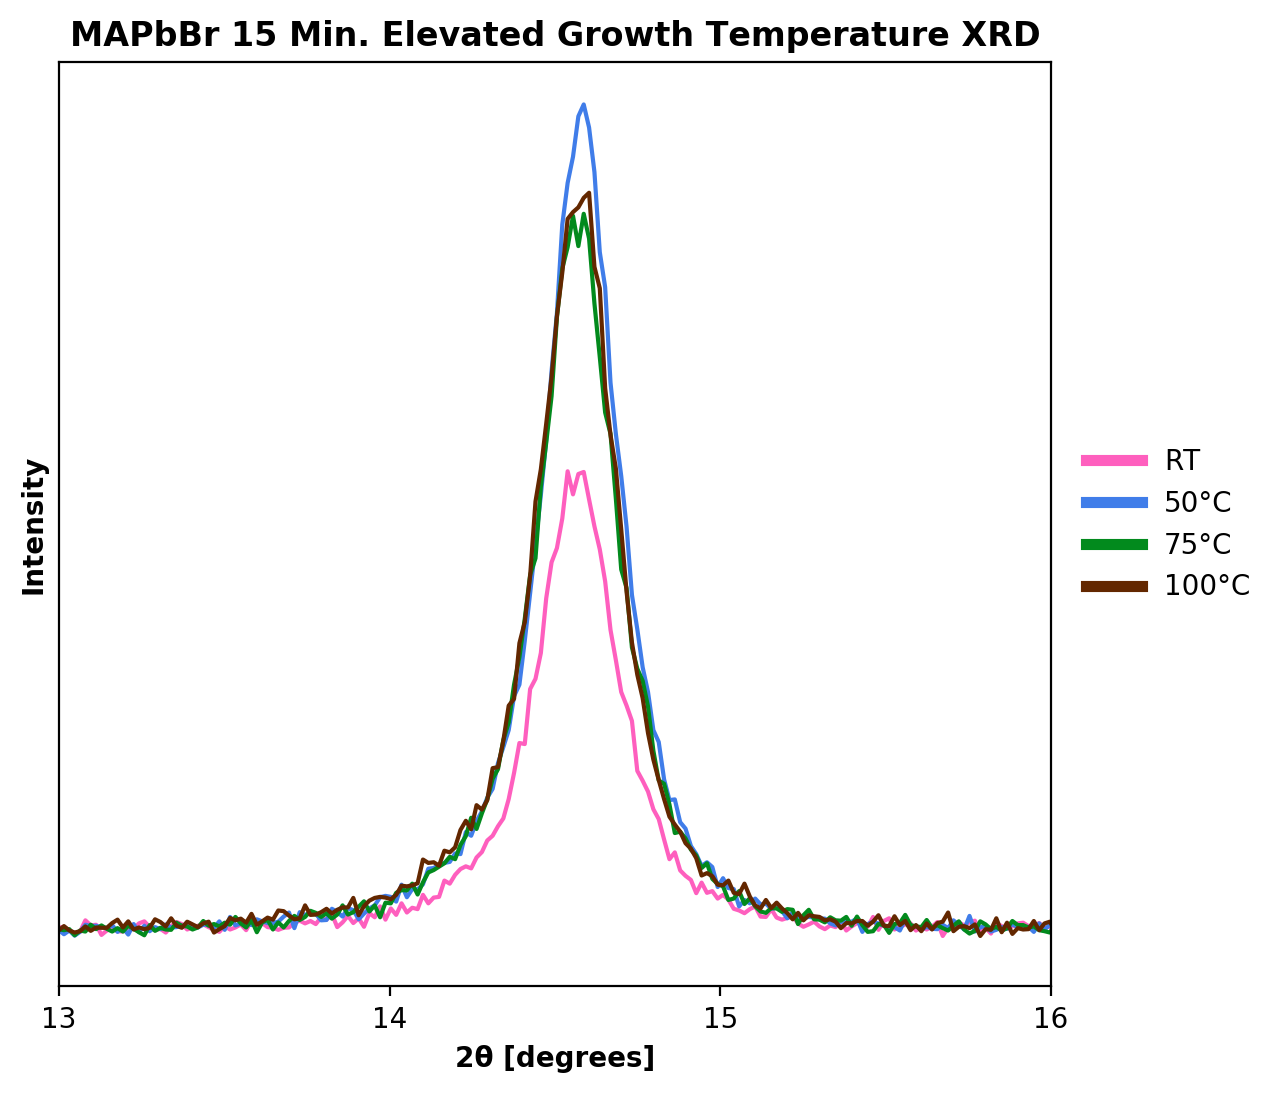 MAPbBr 15 Min. Elevated Growth Temperature XRD
Intensity
RT
50°C
75°C
100°C
13 14 15 16
2θ [degrees]